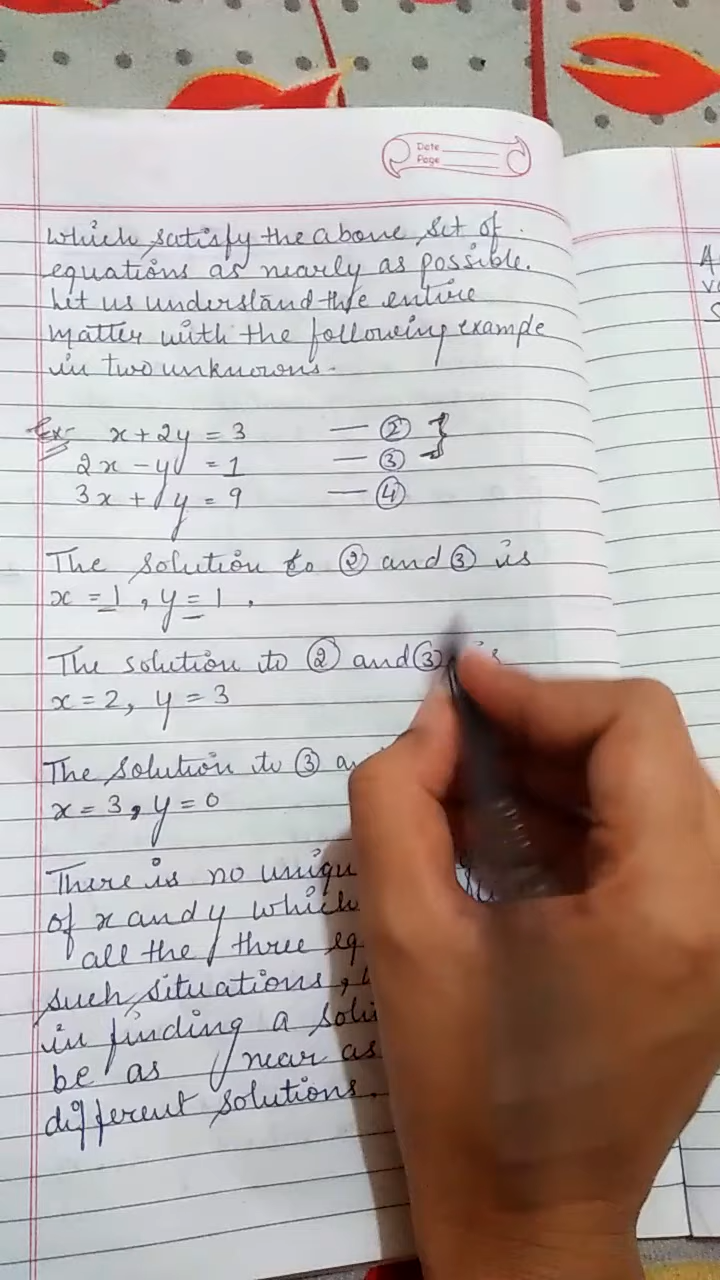 Date
Page
which satisfy the above set of
equations as nearly as possible.
Let us understand the entire
matter with the following example
in two unknowns.
Ex- x + 2y = 3 — ②
2x - y = 1 — ③
3x + y = 9 — ④
The solution to ② and ③ is
x = 1, y = 1.
The solution to ② and ③ is
x = 2, y = 3
The solution to ③
x = 3, y = 0
There is no
of x and y which
all the three
such situations,
in finding a
be as near as
different solutions.